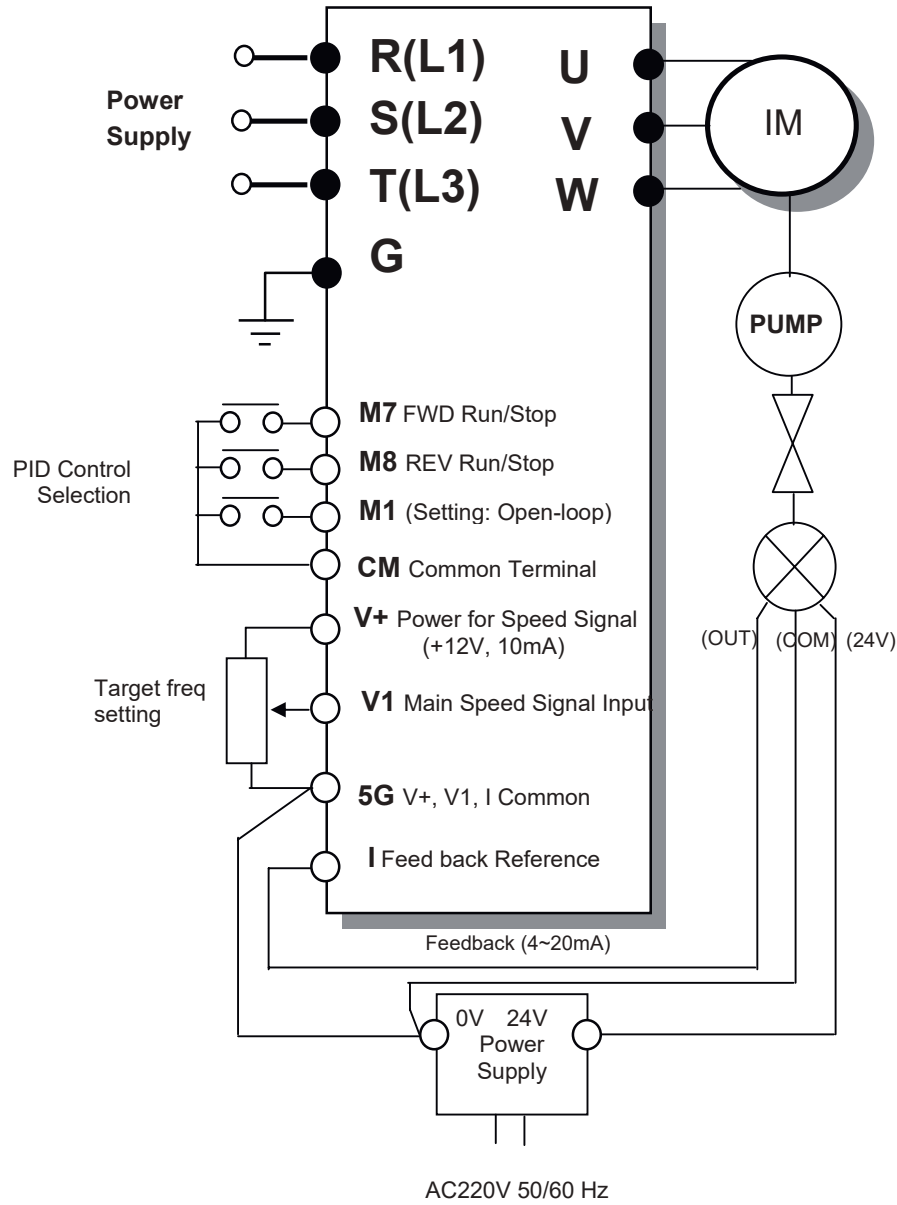 R(L1)
U
Power
Supply
S(L2)
V
IM
T(L3)
W
G
PUMP
M7 FWD Run/Stop
PID Control
Selection
M8 REV Run/Stop
M1 (Setting: Open-loop)
CM Common Terminal
V+ Power for Speed Signal
(+12V, 10mA)
(OUT) (COM) (24V)
Target freq
setting
V1 Main Speed Signal Input
5G V+, V1, I Common
I Feed back Reference
Feedback (4~20mA)
0V 24V
Power
Supply
AC220V 50/60 Hz